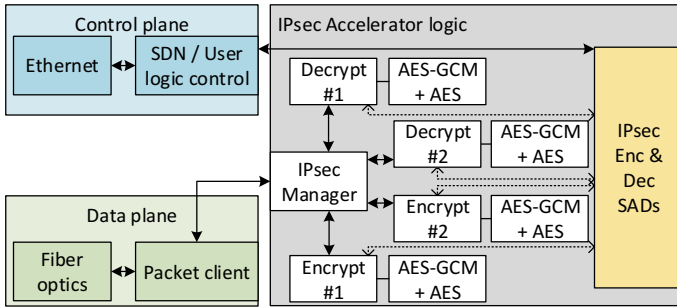 Control plane
Ethernet
SDN / User
logic control
IPsec Accelerator logic
Decrypt
#1
AES-GCM
+ AES
Decrypt
#2
AES-GCM
+ AES
IPsec
Manager
IPsec
Enc &
Dec
SADs
Encrypt
#2
AES-GCM
+ AES
Encrypt
#1
AES-GCM
+ AES
Data plane
Fiber
optics
Packet client